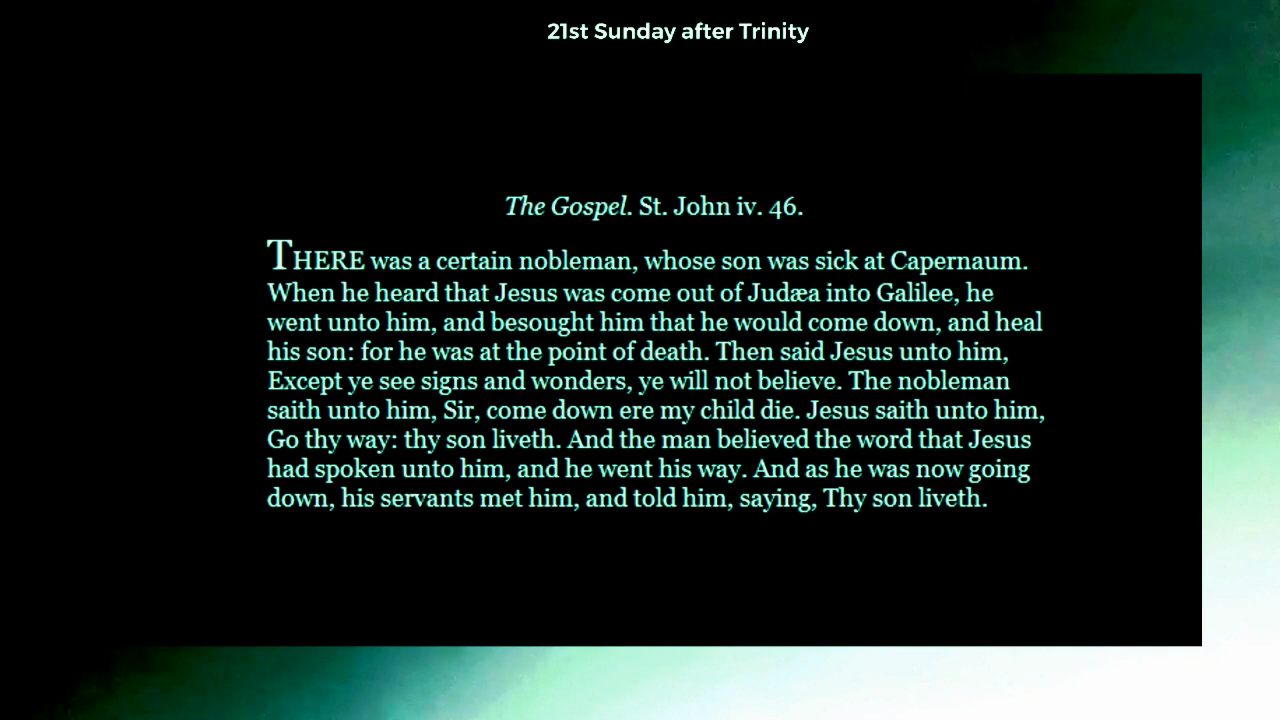 21st Sunday after Trinity
The Gospel. St. John iv. 46.
THERE was a certain nobleman, whose son was sick at Capernaum.
When he heard that Jesus was come out of Judæa into Galilee, he
went unto him, and besought him that he would come down, and heal
his son: for he was at the point of death. Then said Jesus unto him,
Except ye see signs and wonders, ye will not believe. The nobleman
saith unto him, Sir, come down ere my child die. Jesus saith unto him,
Go thy way: thy son liveth. And the man believed the word that Jesus
had spoken unto him, and he went his way. And as he was now going
down, his servants met him, and told him, saying, Thy son liveth.